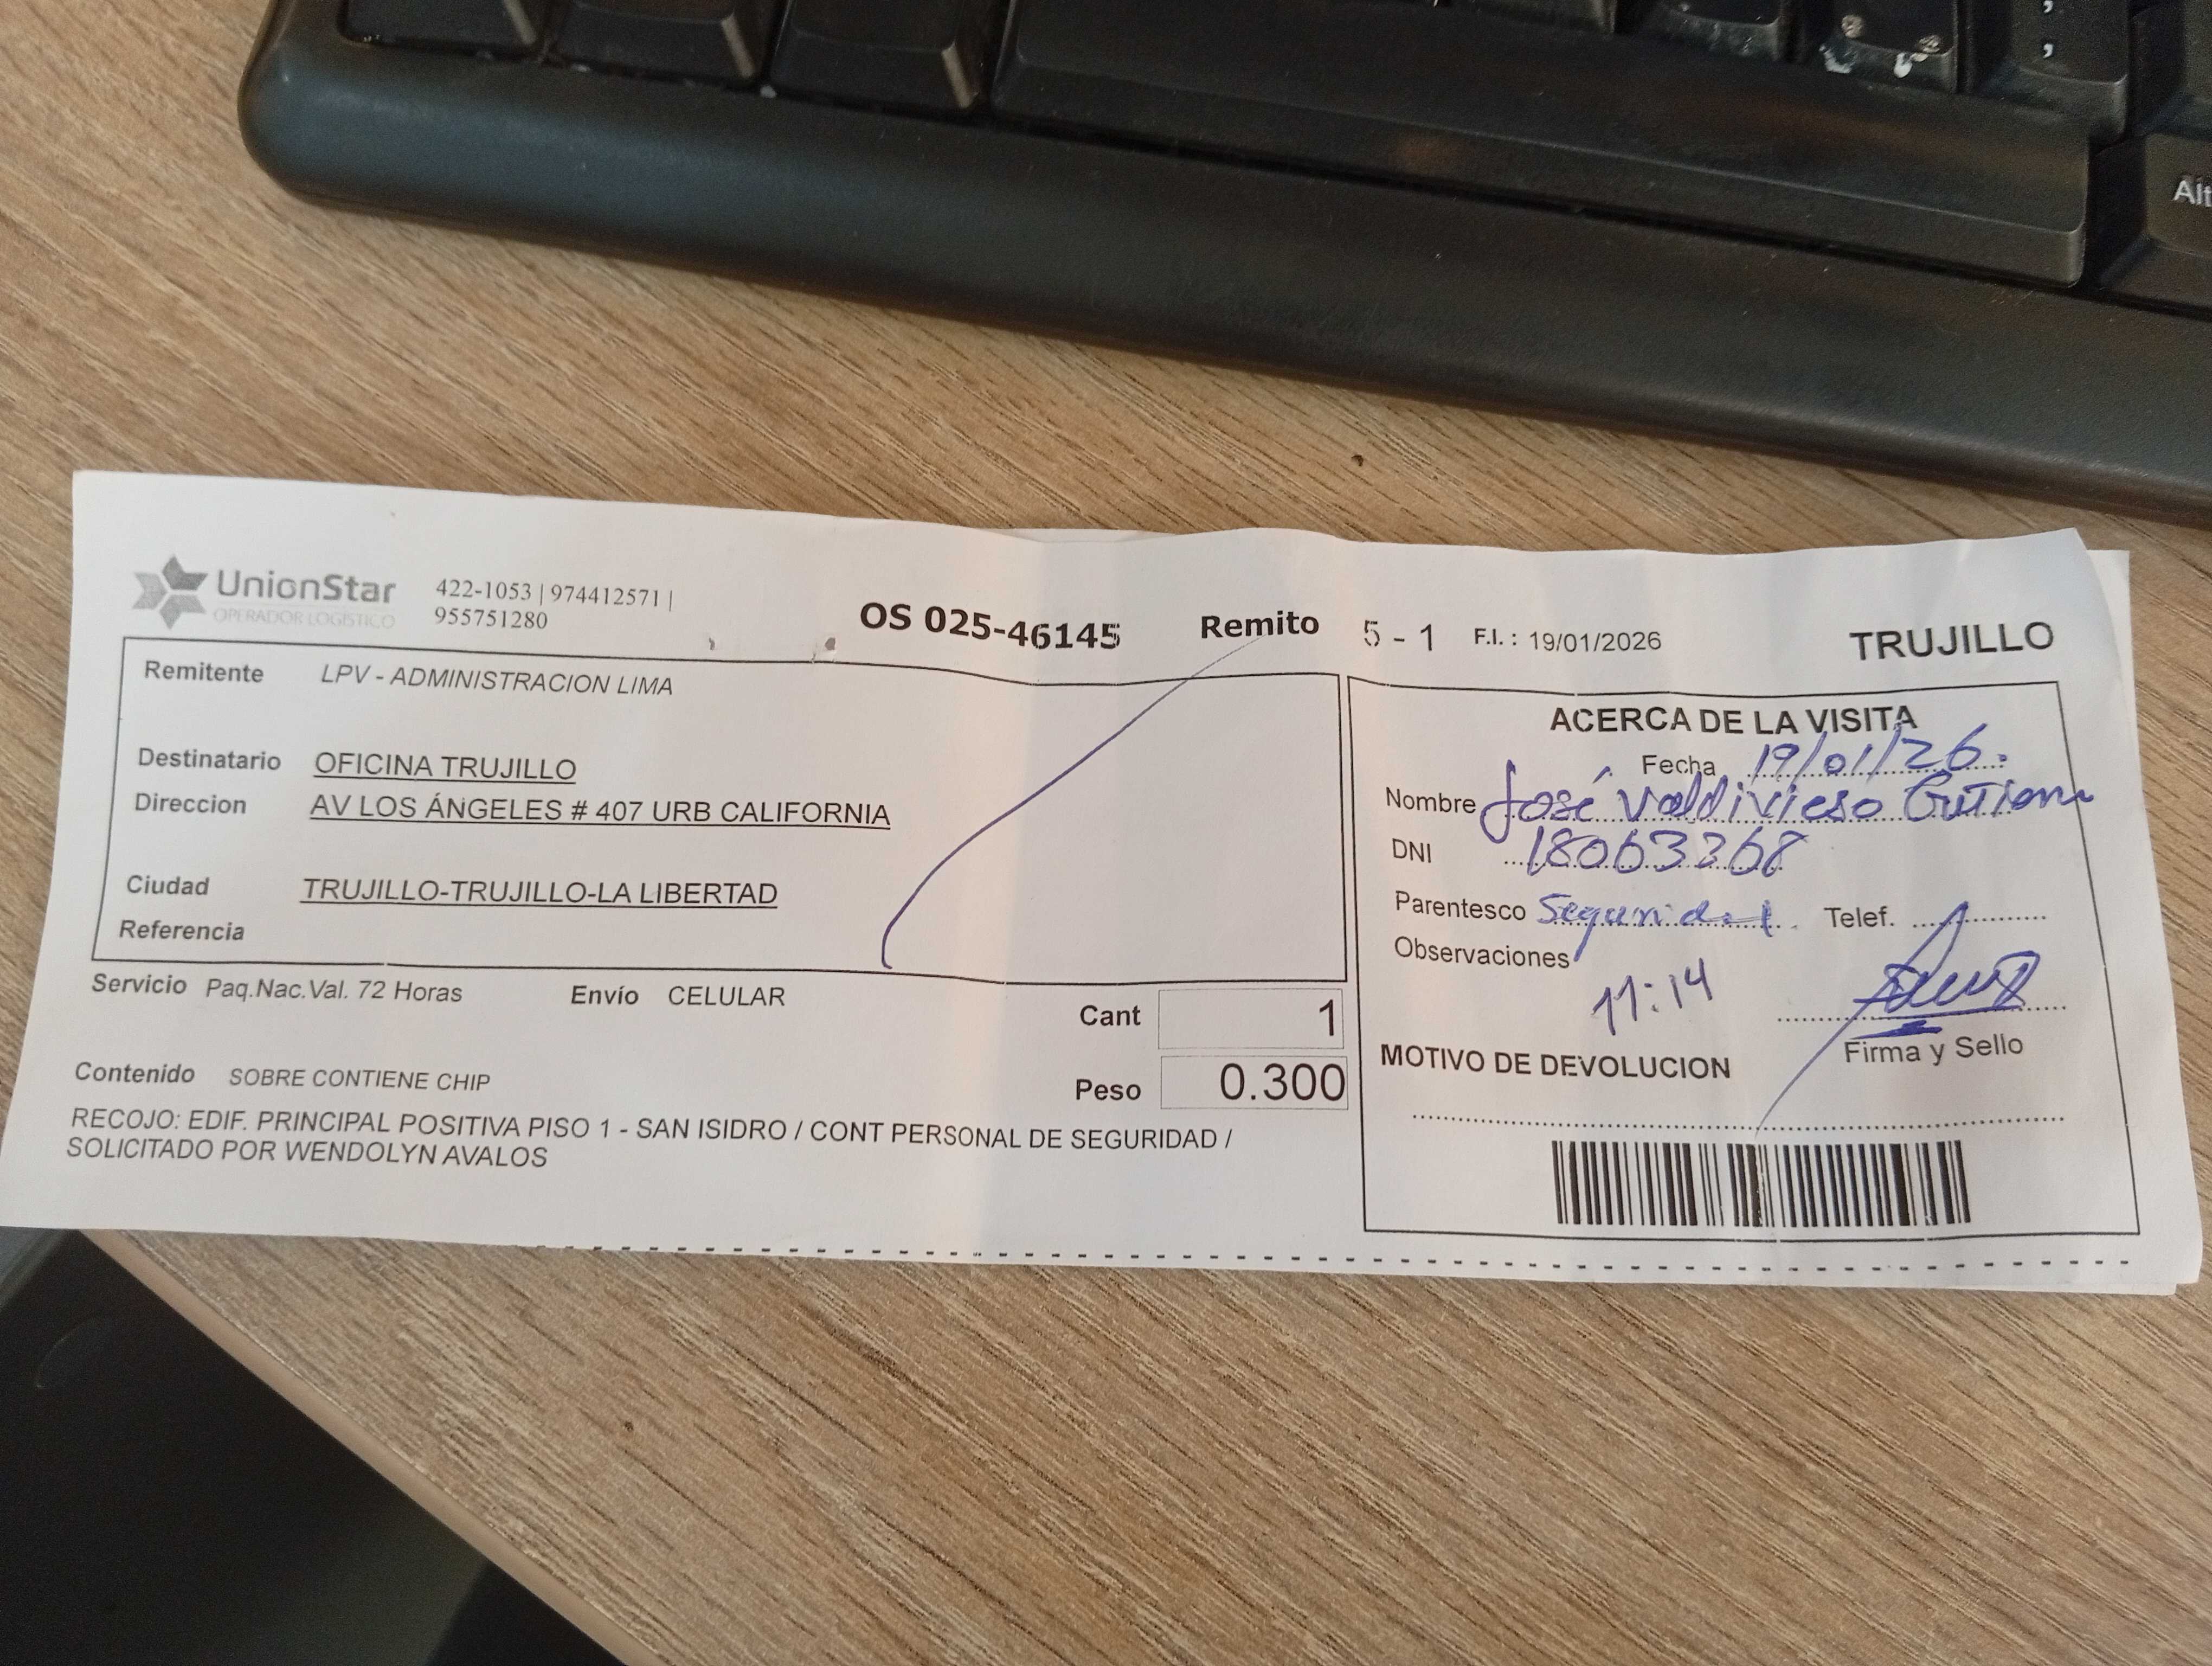 Alt
UnionStar
OPERADOR LOGÍSTICO
422-1053 | 974412571 |
955751280
OS 025-46145 Remito 5 - 1 F.I. : 19/01/2026 TRUJILLO
Remitente LPV - ADMINISTRACION LIMA
Destinatario OFICINA TRUJILLO
Direccion AV LOS ÁNGELES # 407 URB CALIFORNIA
Ciudad TRUJILLO-TRUJILLO-LA LIBERTAD
Referencia
Servicio Paq.Nac.Val. 72 Horas Envío CELULAR
Cant 1
Peso 0.300
Contenido SOBRE CONTIENE CHIP
RECOJO: EDIF. PRINCIPAL POSITIVA PISO 1 - SAN ISIDRO / CONT PERSONAL DE SEGURIDAD /
SOLICITADO POR WENDOLYN AVALOS
ACERCA DE LA VISITA
Fecha 19/01/26.
Nombre José Valdivieso
DNI 18063368
Parentesco Seguridad Telef.
Observaciones
11:14
Firma y Sello
MOTIVO DE DEVOLUCION